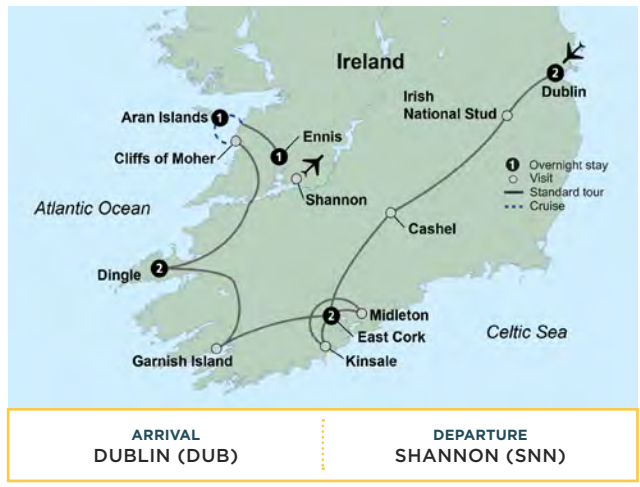 Ireland
2
Dublin
Irish
National Stud
Aran Islands
1
Ennis
1
Cliffs of Moher
Shannon
1 Overnight stay
Visit
Standard tour
Cruise
Atlantic Ocean
Cashel
Dingle
2
2
Midleton
East Cork
Celtic Sea
Garnish Island
Kinsale
ARRIVAL
DUBLIN (DUB)
DEPARTURE
SHANNON (SNN)